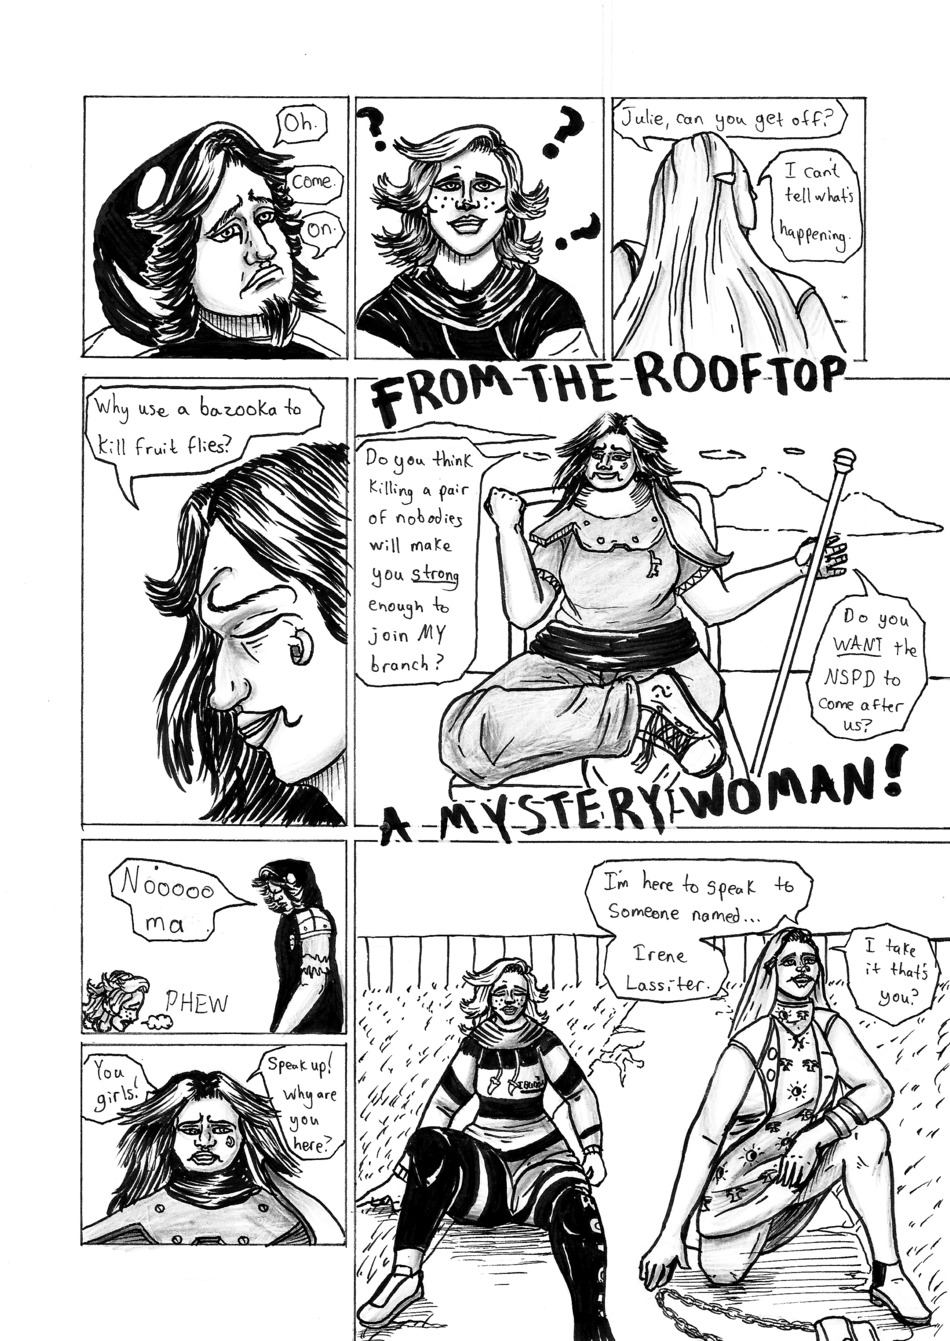 Oh.
Come.
On.
?
?
?
Julie, can you get off?
I can't
tell what's
happening.
Why use a bazooka to
kill fruit flies?
FROM THE ROOFTOP
Do you think
killing a pair
of nobodies
will make
you strong
enough to
join MY
branch?
Do you
WANT the
NSPD to
come after
us?
A MYSTERY WOMAN!
Nooooo
ma
PHEW
You
girls!
Speak up!
Why are
you
here?
I'm here to speak to
someone named...
Irene
Lassiter.
I take
it that's
you?